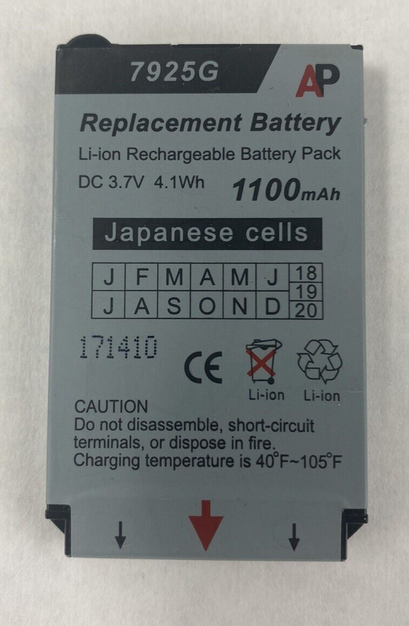 7925G
AP
Replacement Battery
Li-ion Rechargeable Battery Pack
DC 3.7V 4.1Wh 1100mAh
Japanese cells
J F M A M J 18
19
J A S O N D 20
171410
CE
Li-ion Li-ion
CAUTION
Do not disassemble, short-circuit
terminals, or dispose in fire.
Charging temperature is 40°F~105°F